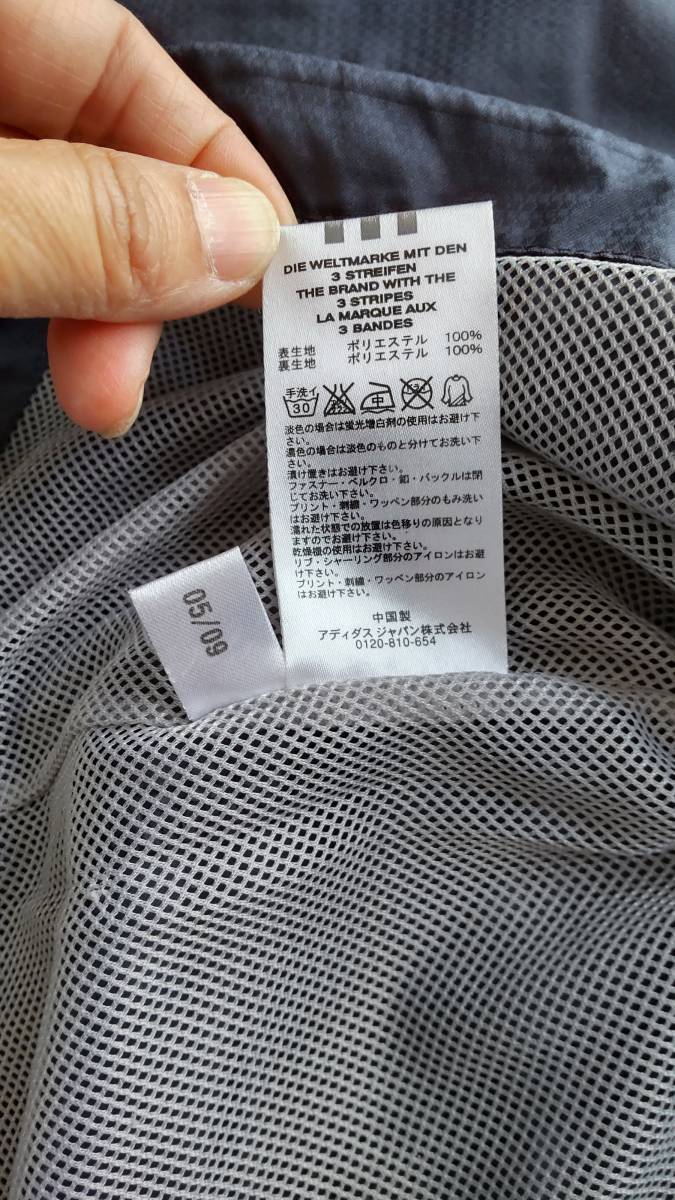 DIE WELTMARKE MIT DEN
3 STREIFEN
THE BRAND WITH THE
3 STRIPES
LA MARQUE AUX
3 BANDES
表生地 ポリエステル 100%
裏生地 ポリエステル 100%
手洗イ
30
中
淡色の場合は蛍光増白剤の使用はお避け下
さい。
濃色の場合は淡色のものと分けてお洗い下
さい。
漬け置きはお避け下さい。
ファスナー・ベルクロ・釦・バックルは閉
じてお洗い下さい。
プリント・刺繍・ワッペン部分のもみ洗い
はお避け下さい。
濡れた状態での放置は色移りの原因となり
ますのでお避け下さい。
乾燥機の使用はお避け下さい。
リブ・シャーリング部分のアイロンはお避
け下さい。
プリント・刺繍・ワッペン部分のアイロン
はお避け下さい。
中国製
アディダス ジャパン株式会社
0120-810-654
05/09